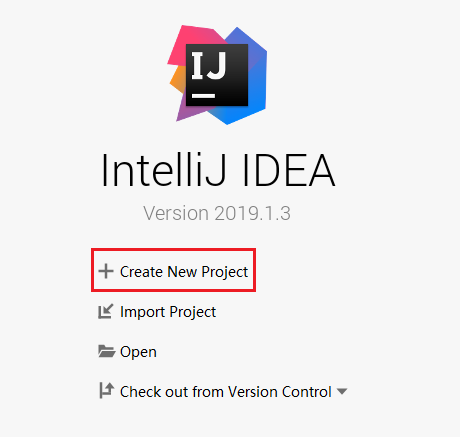 IJ
IntelliJ IDEA
Version 2019.1.3
Create New Project
Import Project
Open
Check out from Version Control